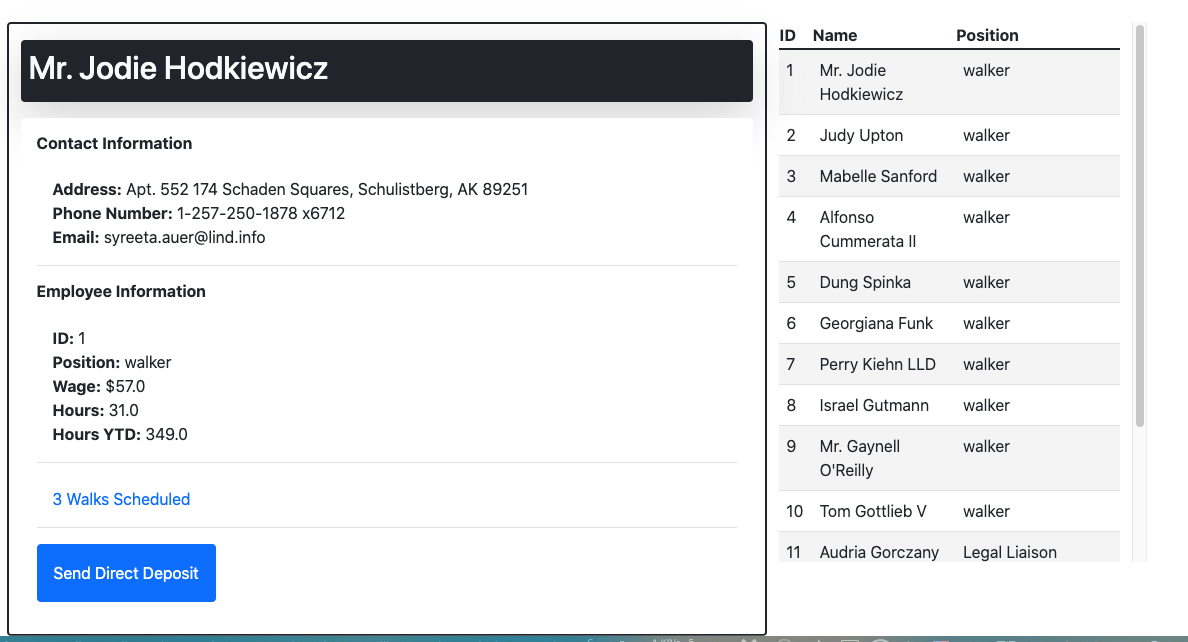 Mr. Jodie Hodkiewicz
Contact Information
Address: Apt. 552 174 Schaden Squares, Schulistberg, AK 89251
Phone Number: 1-257-250-1878 x6712
Email: syreeta.auer@lind.info
Employee Information
ID: 1
Position: walker
Wage: $57.0
Hours: 31.0
Hours YTD: 349.0
3 Walks Scheduled
Send Direct Deposit
ID Name Position
1 Mr. Jodie walker
Hodkiewicz
2 Judy Upton walker
3 Mabelle Sanford walker
4 Alfonso walker
Cummerata II
5 Dung Spinka walker
6 Georgiana Funk walker
7 Perry Kiehn LLD walker
8 Israel Gutmann walker
9 Mr. Gaynell walker
O'Reilly
10 Tom Gottlieb V walker
11 Audria Gorczany Legal Liaison